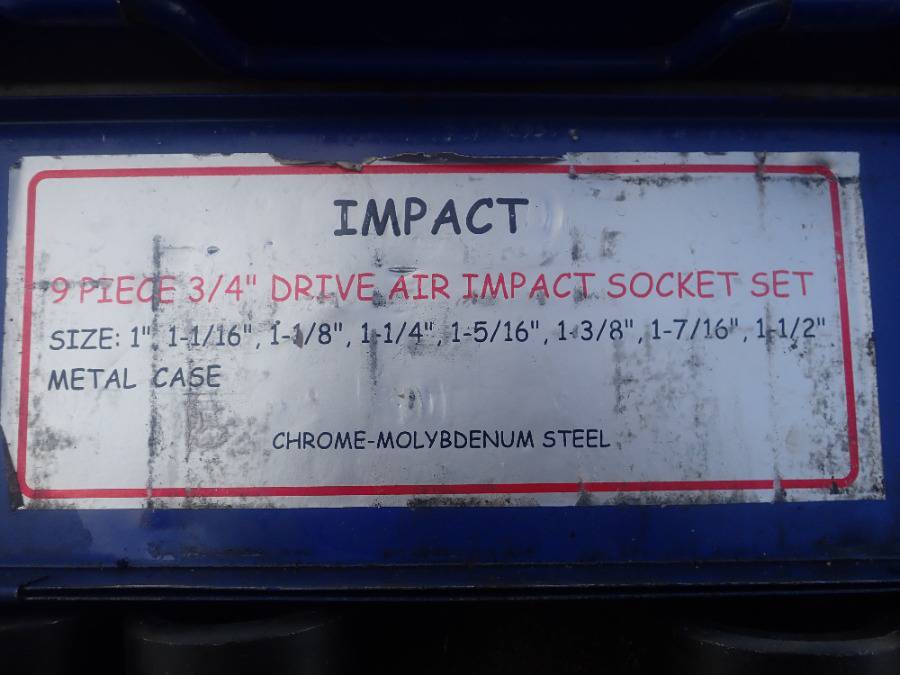 IMPACT
9 PIECE 3/4" DRIVE AIR IMPACT SOCKET SET
SIZE: 1", 1-1/16", 1-1/8", 1-1/4", 1-5/16", 1-3/8", 1-7/16", 1-1/2"
METAL CASE
CHROME-MOLYBDENUM STEEL